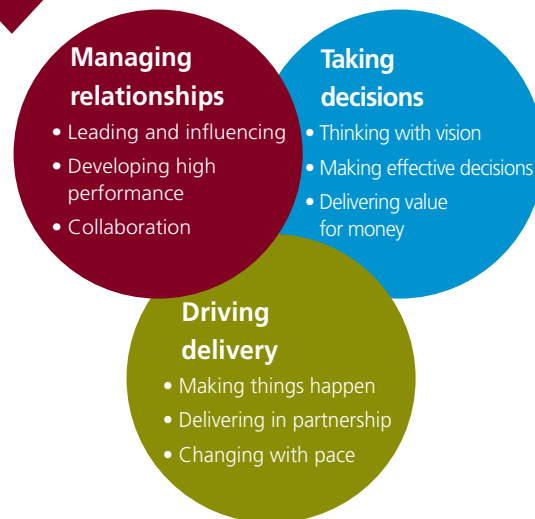 Managing
relationships
• Leading and influencing
• Developing high
performance
• Collaboration
Taking
decisions
• Thinking with vision
• Making effective decisions
• Delivering value
for money
Driving
delivery
• Making things happen
• Delivering in partnership
• Changing with pace